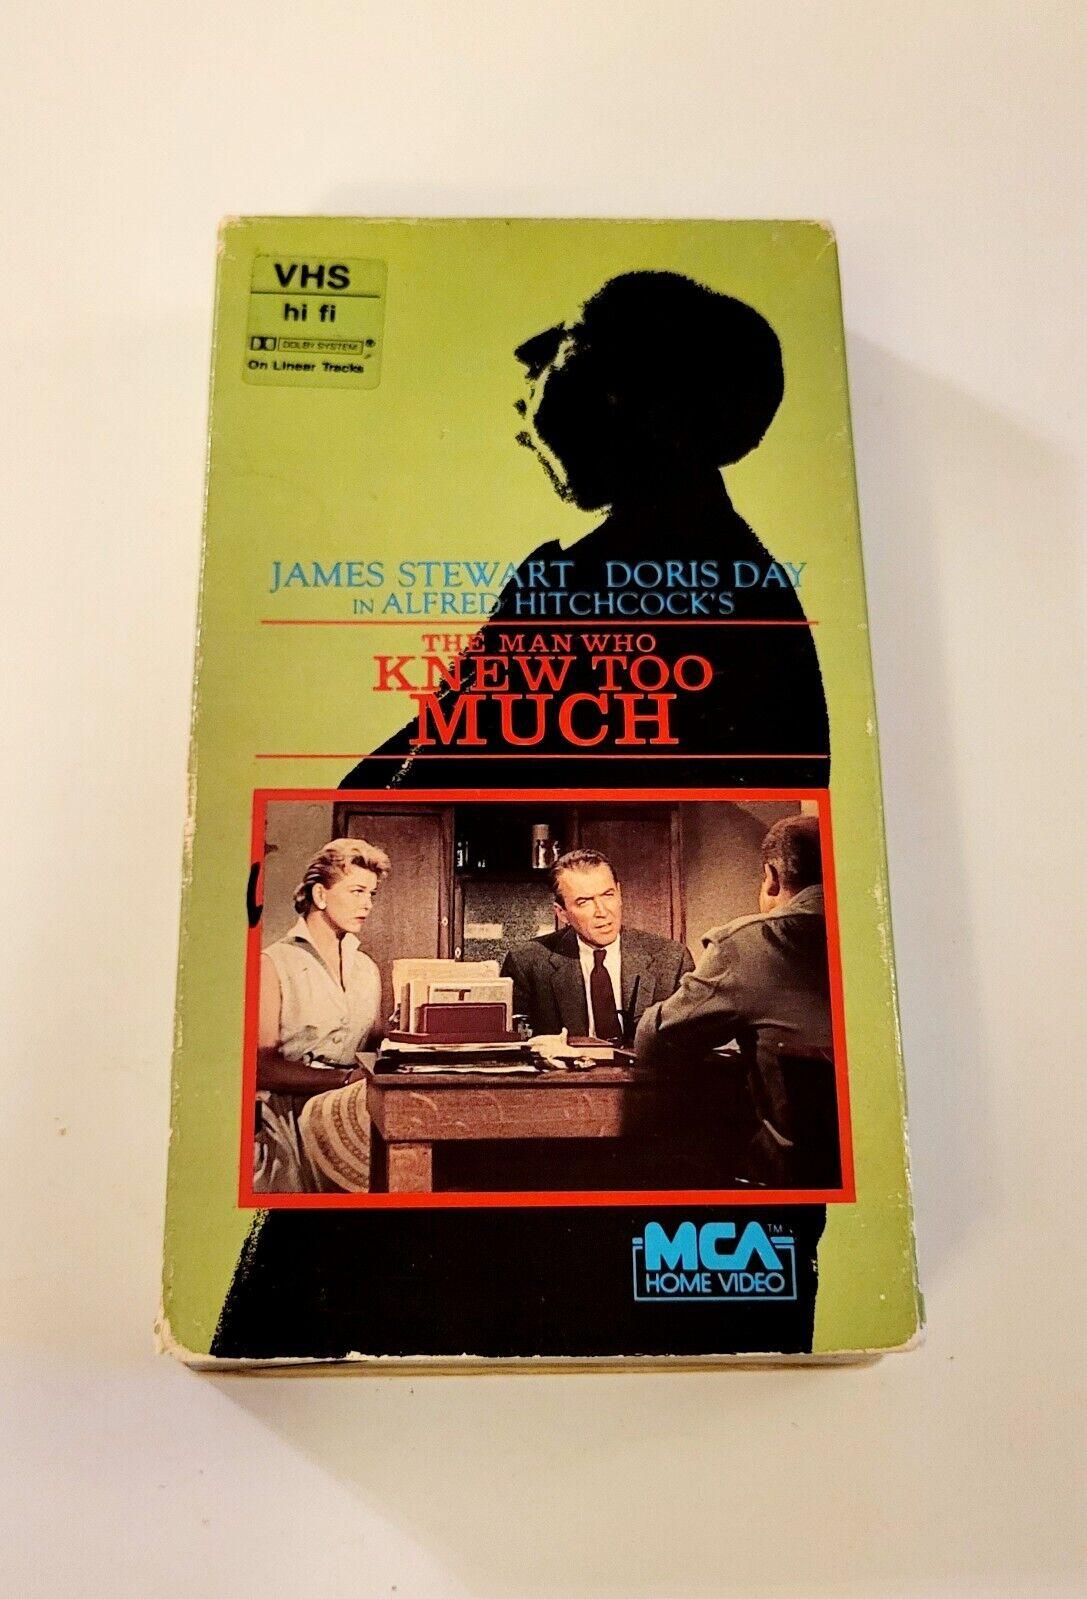 VHS
hi fi
DOLBY SYSTEM ®
On Linear Tracks
JAMES STEWART DORIS DAY
IN ALFRED HITCHCOCK'S
THE MAN WHO
KNEW TOO
MUCH
MCA™
HOME VIDEO